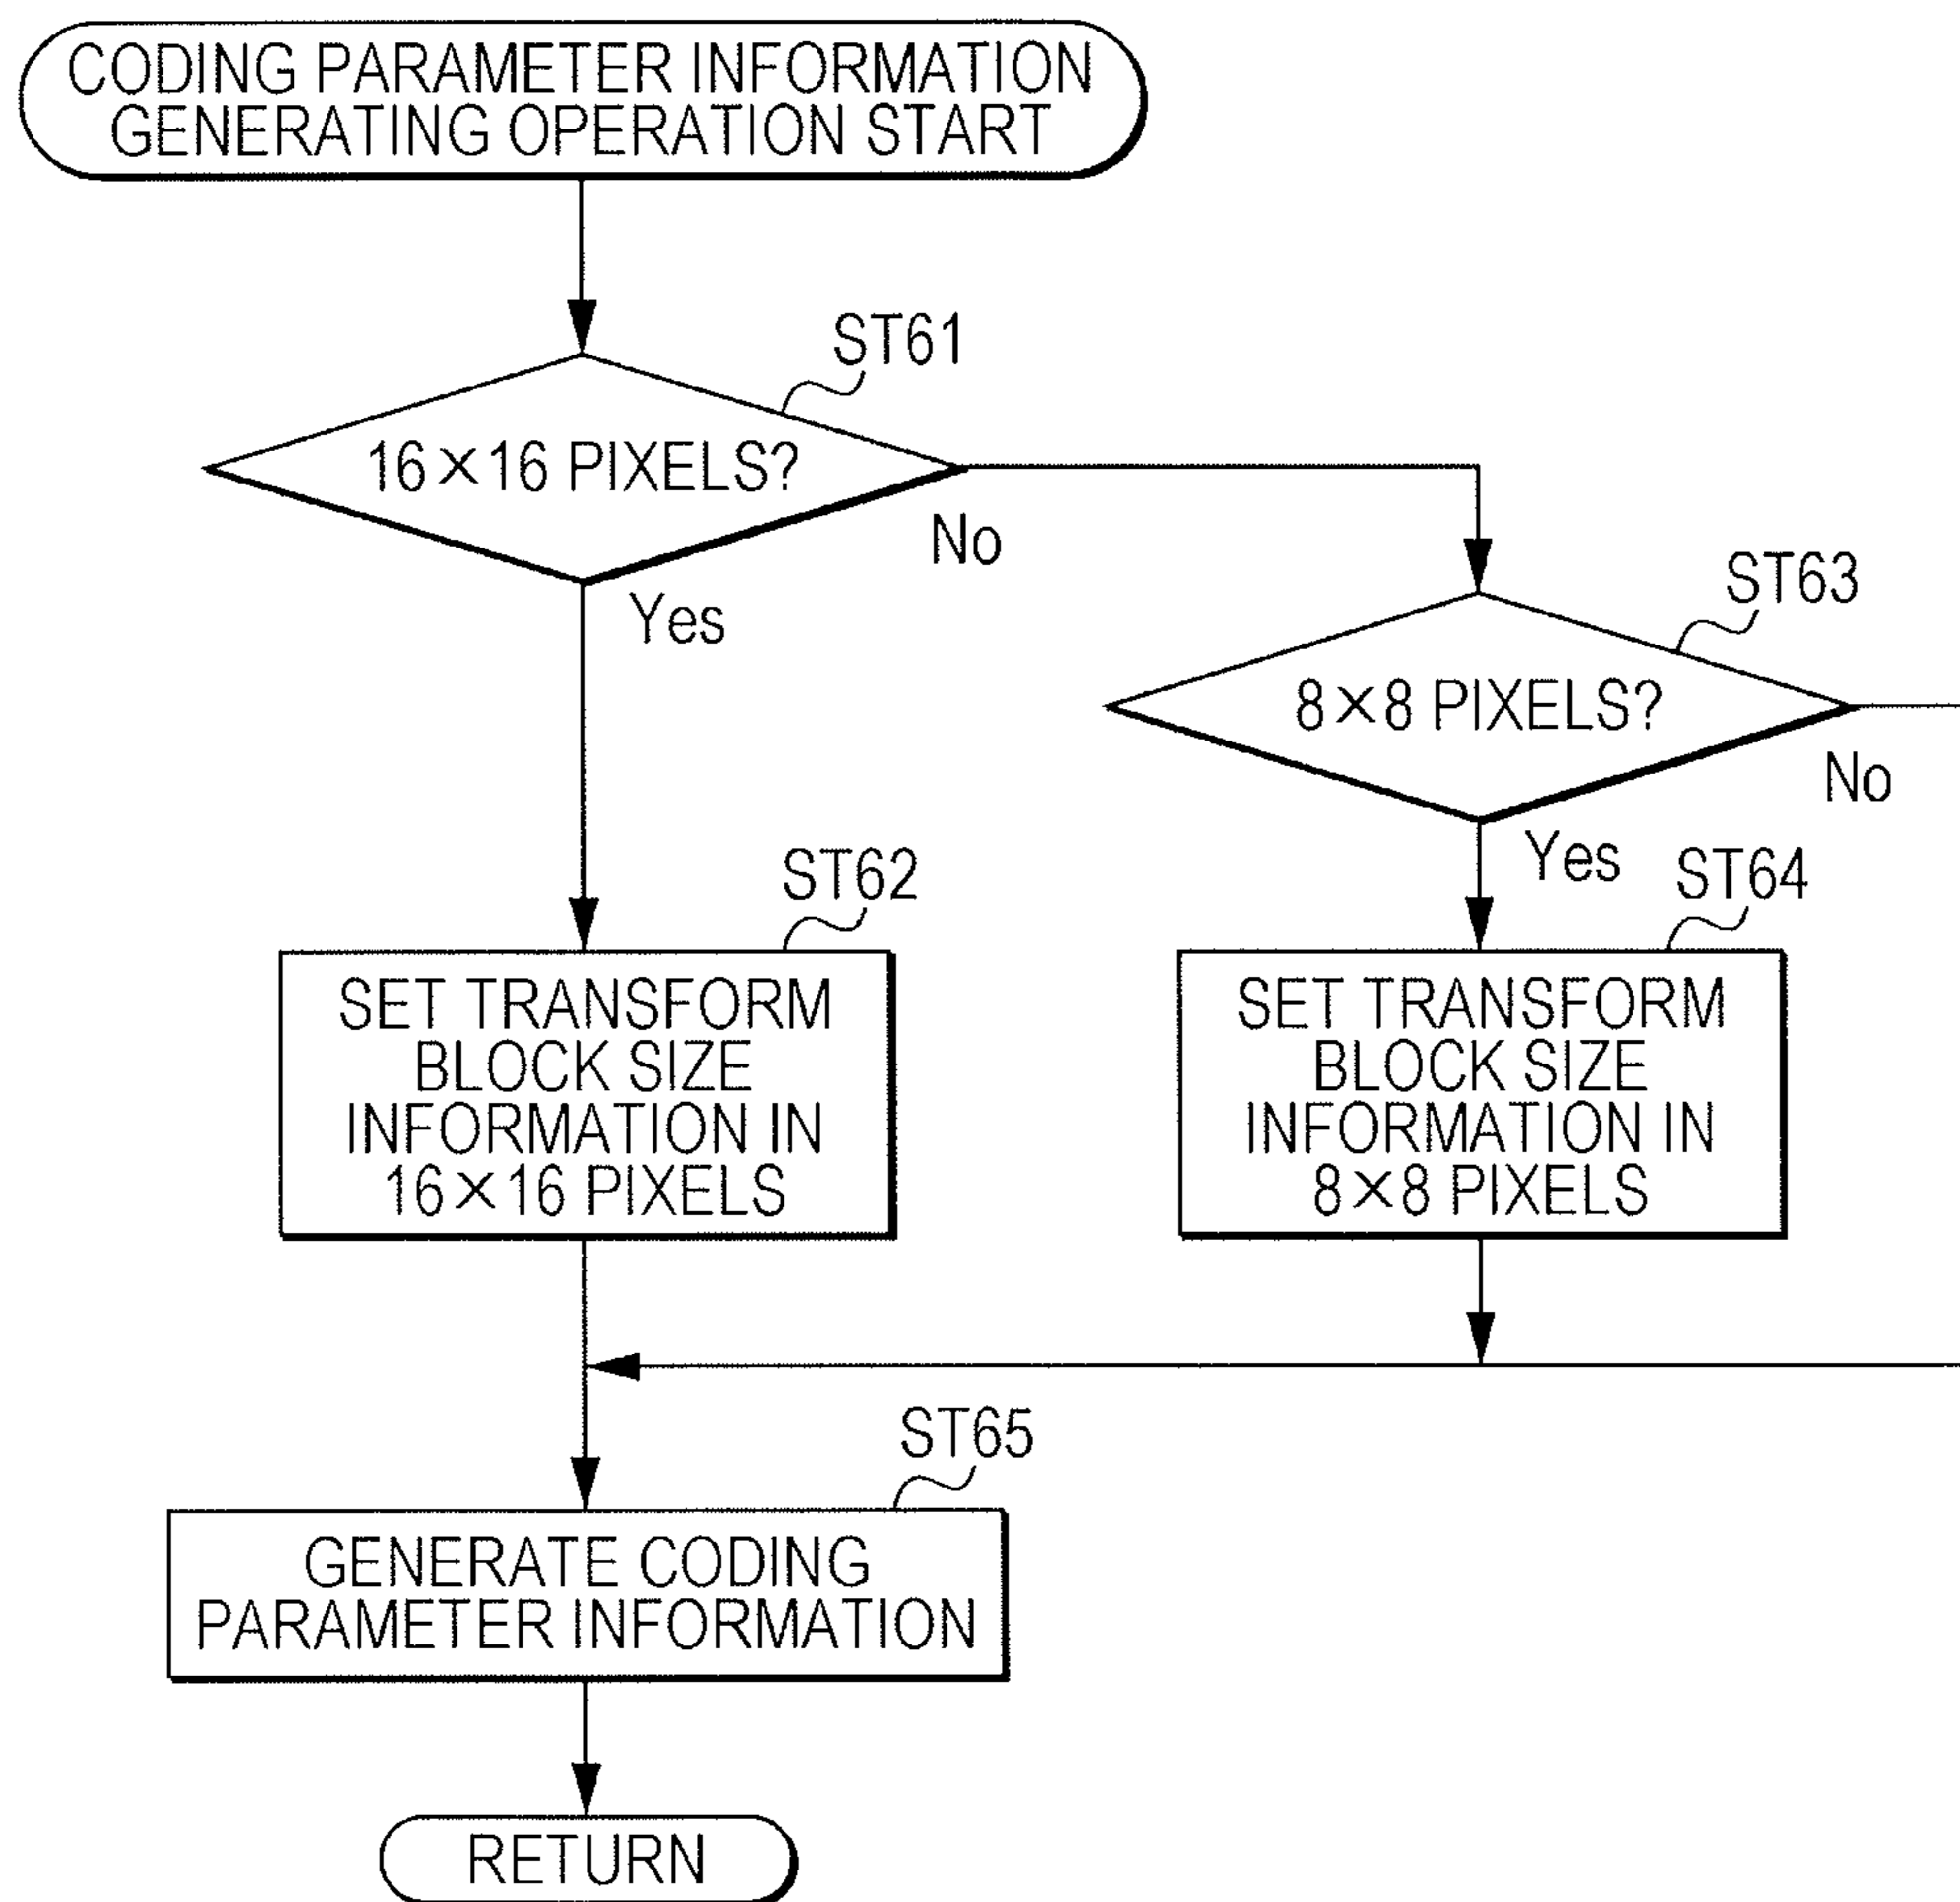 CODING PARAMETER INFORMATION
GENERATING OPERATION START
ST61
16×16 PIXELS?
No
Yes
ST63
8×8 PIXELS?
No
Yes
ST62
SET TRANSFORM
BLOCK SIZE
INFORMATION IN
16×16 PIXELS
ST64
SET TRANSFORM
BLOCK SIZE
INFORMATION IN
8×8 PIXELS
ST65
GENERATE CODING
PARAMETER INFORMATION
RETURN